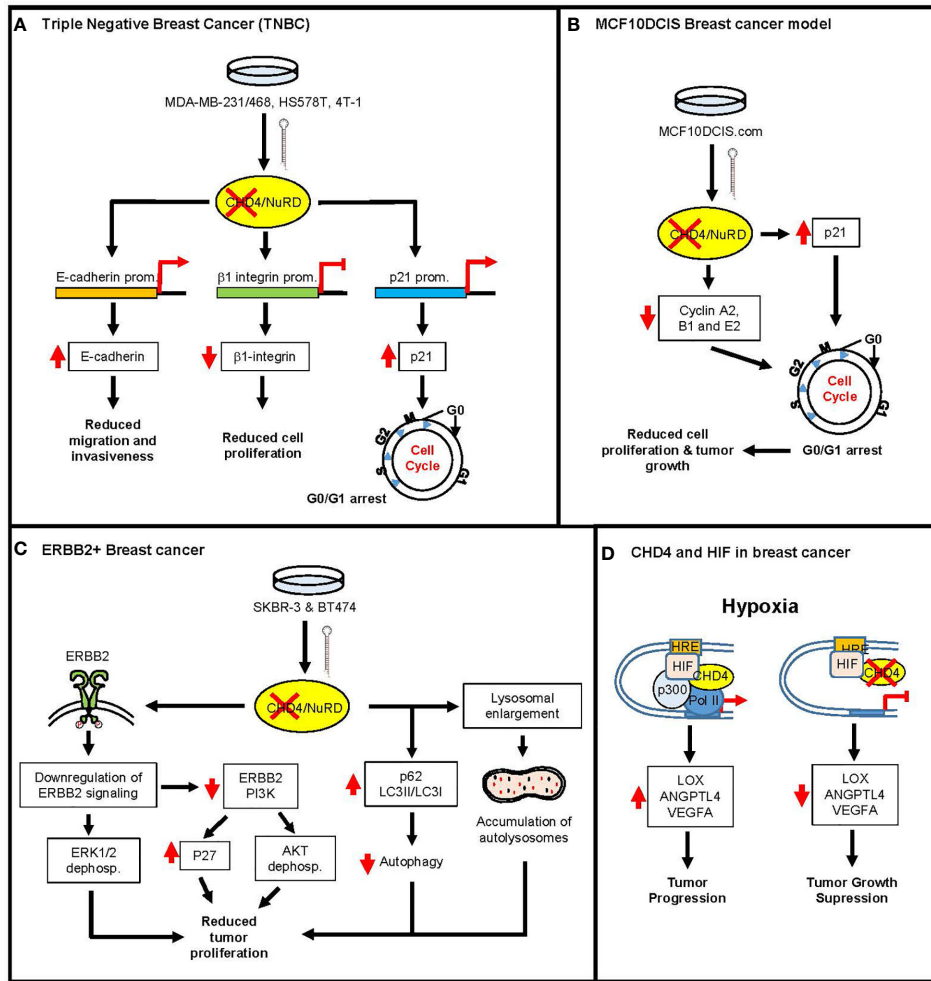 A Triple Negative Breast Cancer (TNBC)
MDA-MB-231/468, HS578T, 4T-1
CHD4/NuRD
E-cadherin prom.
β1 integrin prom.
p21 prom.
E-cadherin
β1-integrin
p21
Reduced
migration and
invasiveness
Reduced cell
proliferation
G0
M
G2
S
G1
Cell
Cycle
G0/G1 arrest
B MCF10DCIS Breast cancer model
MCF10DCIS.com
CHD4/NuRD
p21
Cyclin A2,
B1 and E2
G0
M
G2
S
G1
Cell
Cycle
Reduced cell
proliferation & tumor
growth
G0/G1 arrest
C ERBB2+ Breast cancer
SKBR-3 & BT474
ERBB2
CHD4/NuRD
Lysosomal
enlargement
Downregulation of
ERBB2 signaling
ERBB2
PI3K
p62
LC3II/LC3I
Accumulation of
autolysosomes
ERK1/2
dephosp.
P27
AKT
dephosp.
Autophagy
Reduced
tumor
proliferation
D CHD4 and HIF in breast cancer
Hypoxia
HRE
HIF
CHD4
p300
Pol II
HRE
HIF
CHD4
LOX
ANGPTL4
VEGFA
LOX
ANGPTL4
VEGFA
Tumor
Progression
Tumor Growth
Supression